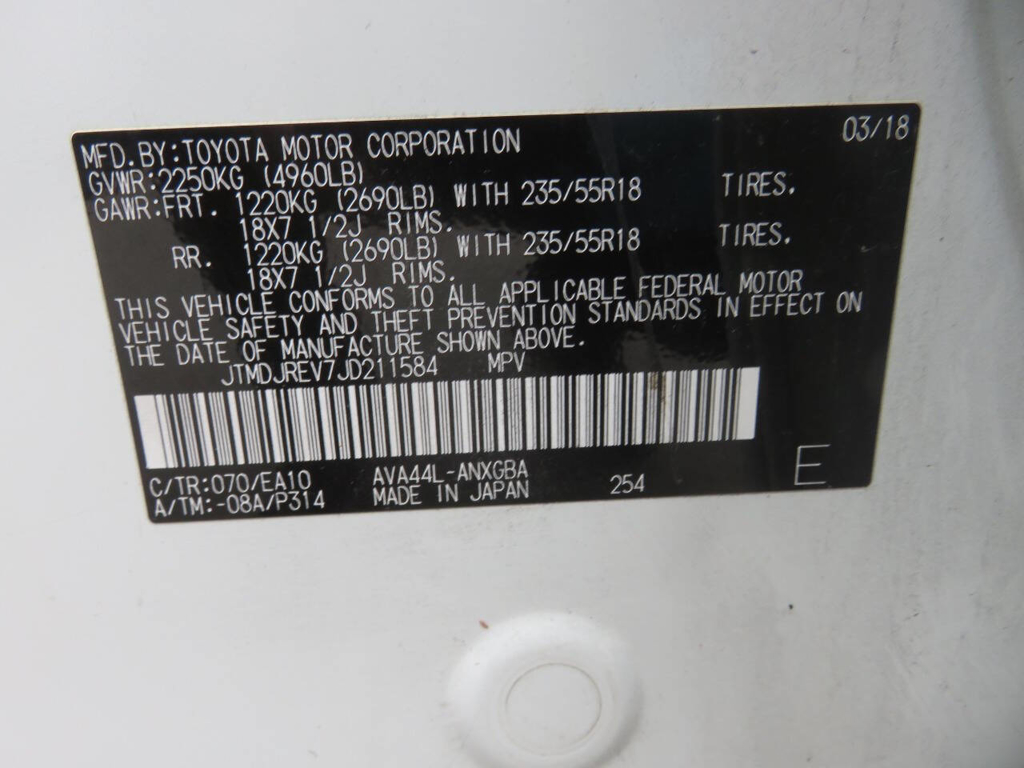 MFD.BY:TOYOTA MOTOR CORPORATION 03/18
GVWR:2250KG (4960LB)
GAWR:FRT. 1220KG (2690LB) WITH 235/55R18 TIRES.
18X7 1/2J RIMS.
RR. 1220KG (2690LB) WITH 235/55R18 TIRES.
18X7 1/2J RIMS.
THIS VEHICLE CONFORMS TO ALL APPLICABLE FEDERAL MOTOR
VEHICLE SAFETY AND THEFT PREVENTION STANDARDS IN EFFECT ON
THE DATE OF MANUFACTURE SHOWN ABOVE.
JTMDJREV7JD211584 MPV
C/TR:070/EA10 AVA44L-ANXGBA E
A/TM:-08A/P314 MADE IN JAPAN 254